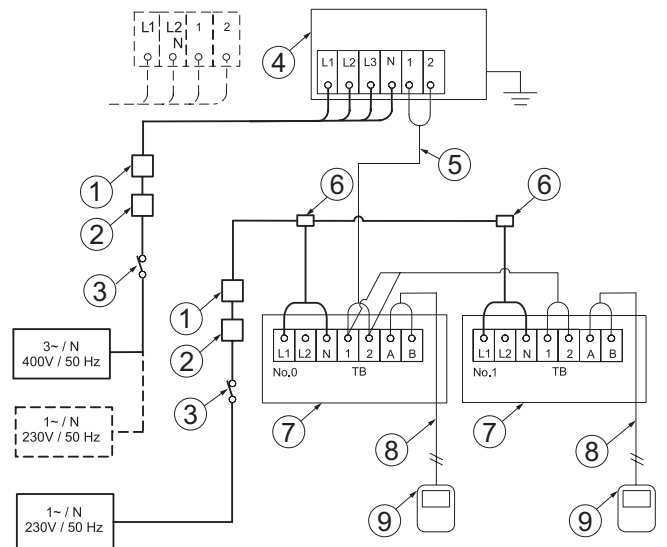 L1 L2 N 1 2
4
L1 L2 L3 N 1 2
5
1
2
3
6
6
1
2
3
3~ / N
400V / 50 Hz
1~ / N
230V / 50 Hz
1~ / N
230V / 50 Hz
L1 L2 N 1 2 A B
No.0 TB
L1 L2 N 1 2 A B
No.1 TB
7
7
8
8
9
9